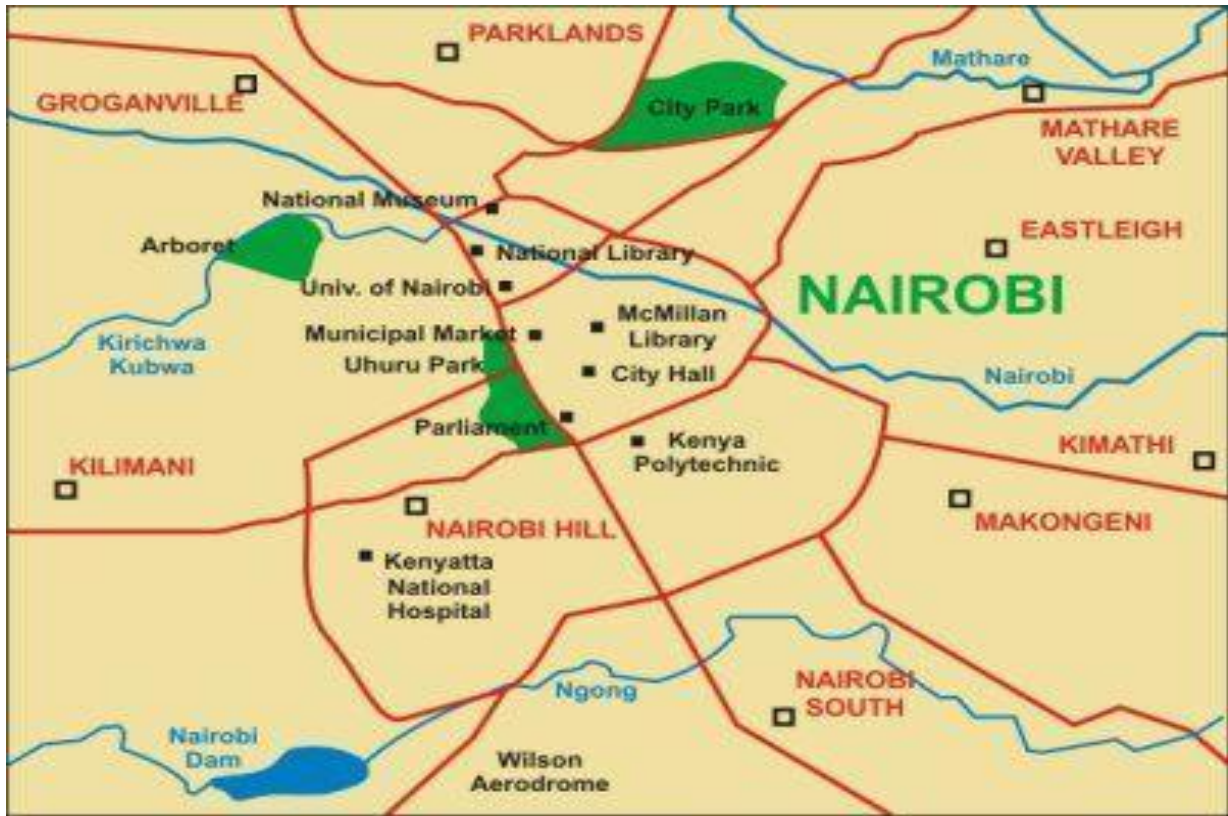 PARKLANDS
Mathare
GROGANVILLE
City Park
MATHARE
VALLEY
National Museum
Arboret
National Library
EASTLEIGH
Univ. of Nairobi
NAIROBI
McMillan
Library
Municipal Market
Kirichwa
Kubwa
Uhuru Park
City Hall
Nairobi
Parliament
Kenya
Polytechnic
KIMATHI
KILIMANI
NAIROBI HILL
MAKONGENI
Kenyatta
National
Hospital
Ngong
NAIROBI
SOUTH
Nairobi
Dam
Wilson
Aerodrome